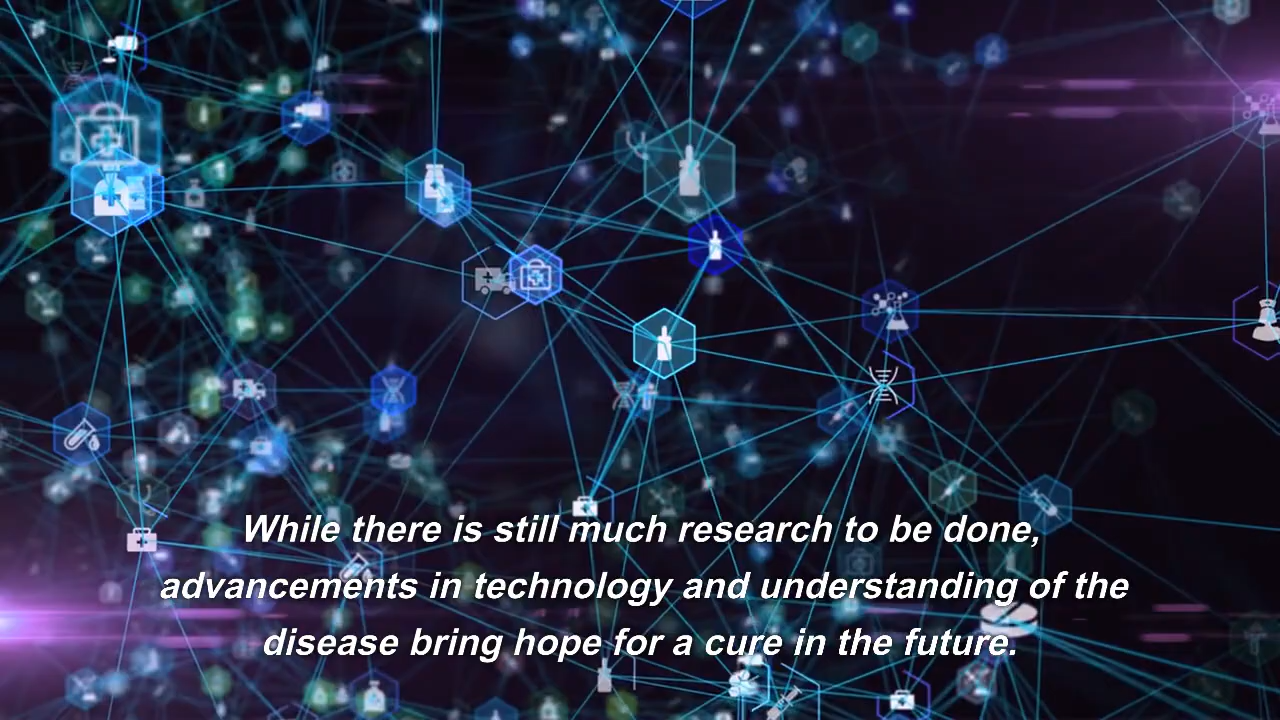 While there is still much research to be done,
advancements in technology and understanding of the
disease bring hope for a cure in the future.